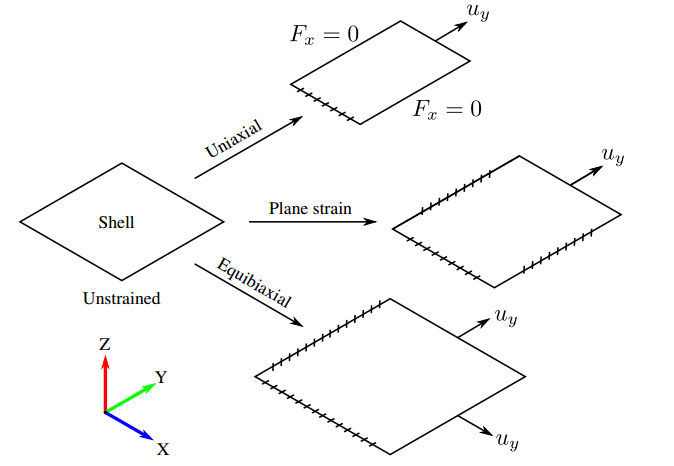 u_y
F_x = 0
F_x = 0
Uniaxial
u_y
Plane strain
Shell
Equibiaxial
Unstrained
u_y
Z
Y
X
u_y